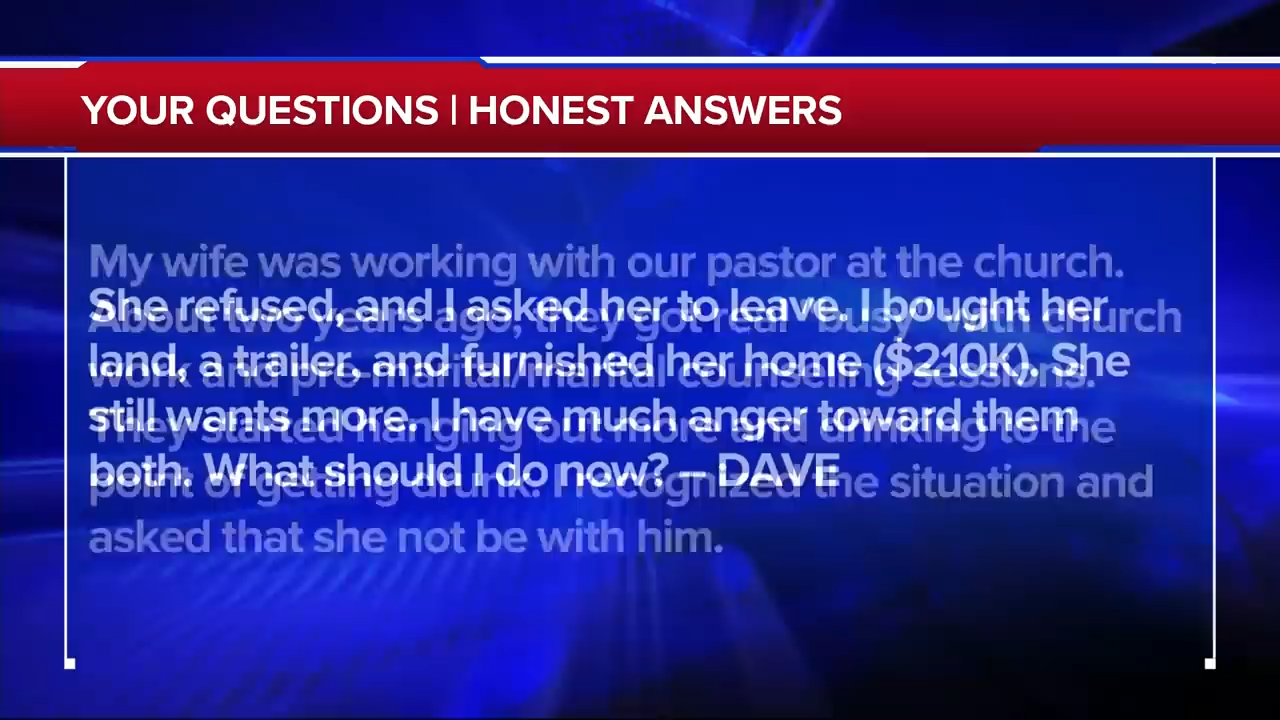 YOUR QUESTIONS | HONEST ANSWERS
My wife was working with our pastor at the church.
About two years ago, they got real "busy" with church
work and pre-marital/marital counseling sessions.
They started hanging out more and drinking to the
point of getting drunk. I recognized the situation and
asked that she not be with him.
She refused, and I asked her to leave. I bought her
land, a trailer, and furnished her home ($210K). She
still wants more. I have much anger toward them
both. What should I do now? – DAVE